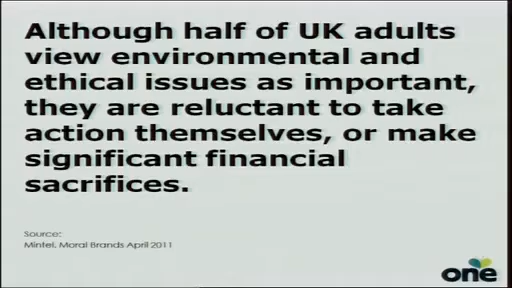 Although half of UK adults
view environmental and
ethical issues as important,
they are reluctant to take
action themselves, or make
significant financial
sacrifices.
Source:
Mintel, Moral Brands April 2011
one